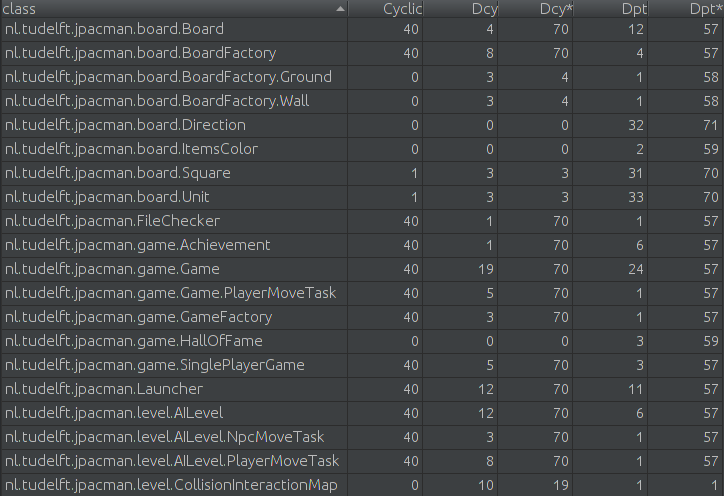 class Cyclic Dcy Dcy* Dpt Dpt*
nl.tudelft.jpacman.board.Board 40 4 70 12 57
nl.tudelft.jpacman.board.BoardFactory 40 8 70 4 57
nl.tudelft.jpacman.board.BoardFactory.Ground 0 3 4 1 58
nl.tudelft.jpacman.board.BoardFactory.Wall 0 3 4 1 58
nl.tudelft.jpacman.board.Direction 0 0 0 32 71
nl.tudelft.jpacman.board.ItemsColor 0 0 0 2 59
nl.tudelft.jpacman.board.Square 1 3 3 31 70
nl.tudelft.jpacman.board.Unit 1 3 3 33 70
nl.tudelft.jpacman.FileChecker 40 1 70 1 57
nl.tudelft.jpacman.game.Achievement 40 1 70 6 57
nl.tudelft.jpacman.game.Game 40 19 70 24 57
nl.tudelft.jpacman.game.Game.PlayerMoveTask 40 5 70 1 57
nl.tudelft.jpacman.game.GameFactory 40 3 70 1 57
nl.tudelft.jpacman.game.HallOfFame 0 0 0 3 59
nl.tudelft.jpacman.game.SinglePlayerGame 40 5 70 3 57
nl.tudelft.jpacman.Launcher 40 12 70 11 57
nl.tudelft.jpacman.level.AILevel 40 12 70 6 57
nl.tudelft.jpacman.level.AILevel.NpcMoveTask 40 3 70 1 57
nl.tudelft.jpacman.level.AILevel.PlayerMoveTask 40 8 70 1 57
nl.tudelft.jpacman.level.CollisionInteractionMap 0 10 19 1 1